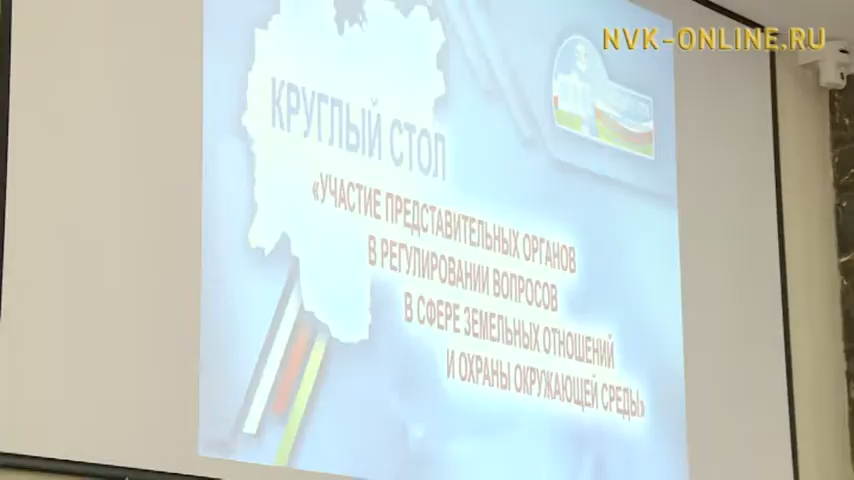 NVK-ONLINE.RU
КРУГЛЫЙ СТОЛ
«УЧАСТИЕ ПРЕДСТАВИТЕЛЬНЫХ ОРГАНОВ
В РЕГУЛИРОВАНИИ ВОПРОСОВ
В СФЕРЕ ЗЕМЕЛЬНЫХ ОТНОШЕНИЙ
И ОХРАНЫ ОКРУЖАЮЩЕЙ СРЕДЫ»